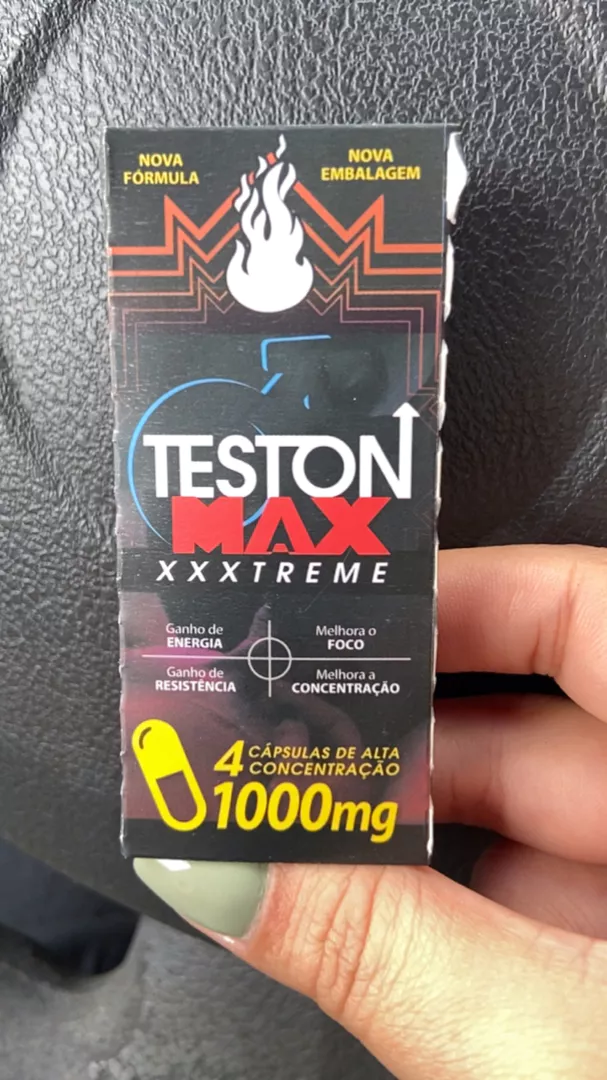 NOVA
FÓRMULA
NOVA
EMBALAGEM
TESTON
MAX
XXXTREME
Ganho de
ENERGIA
Melhora o
FOCO
Ganho de
RESISTÊNCIA
Melhora a
CONCENTRAÇÃO
4 CÁPSULAS DE ALTA
CONCENTRAÇÃO
1000mg